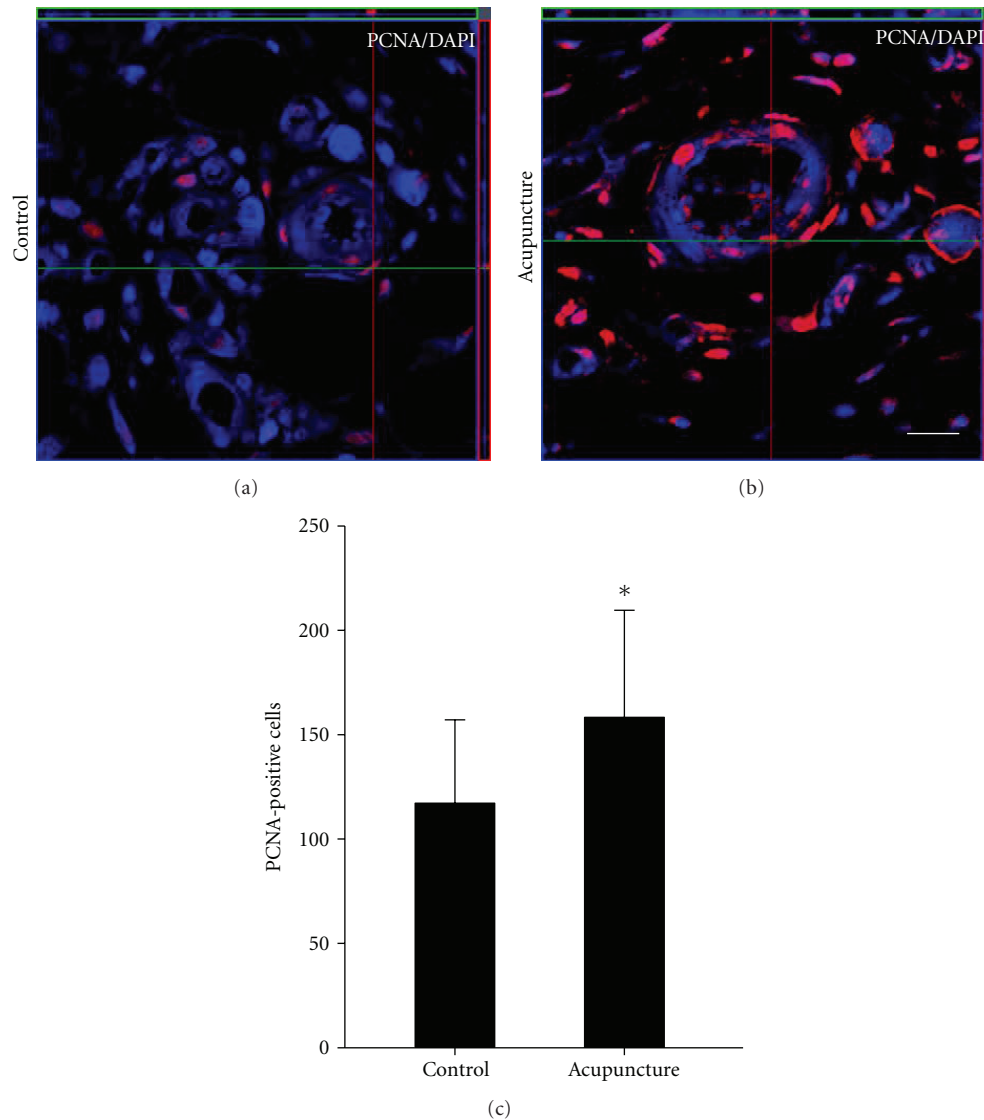 PCNA/DAPI
Control
(a)
PCNA/DAPI
Acupuncture
(b)
250
200
150
100
50
0
PCNA-positive cells
*
Control
Acupuncture
(c)